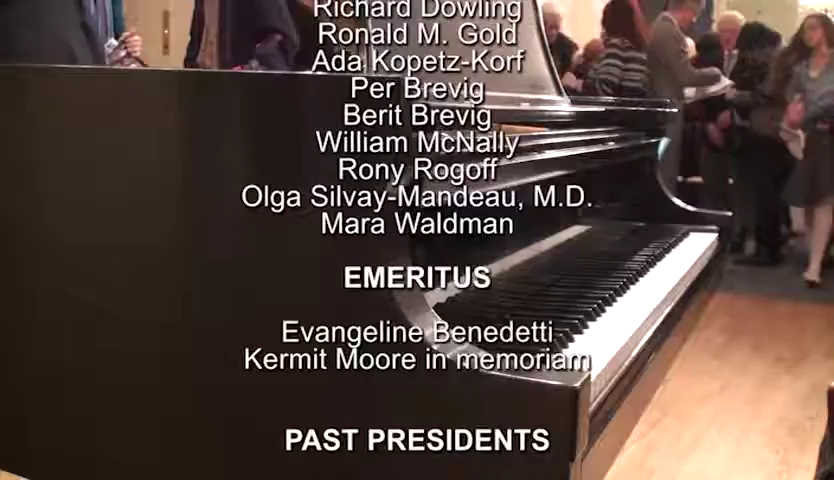 Richard Dowling
Ronald M. Gold
Ada Kopetz-Korf
Per Brevig
Berit Brevig
William McNally
Rony Rogoff
Olga Silvay-Mandeau, M.D.
Mara Waldman
EMERITUS
Evangeline Benedetti
Kermit Moore in memoriam
PAST PRESIDENTS